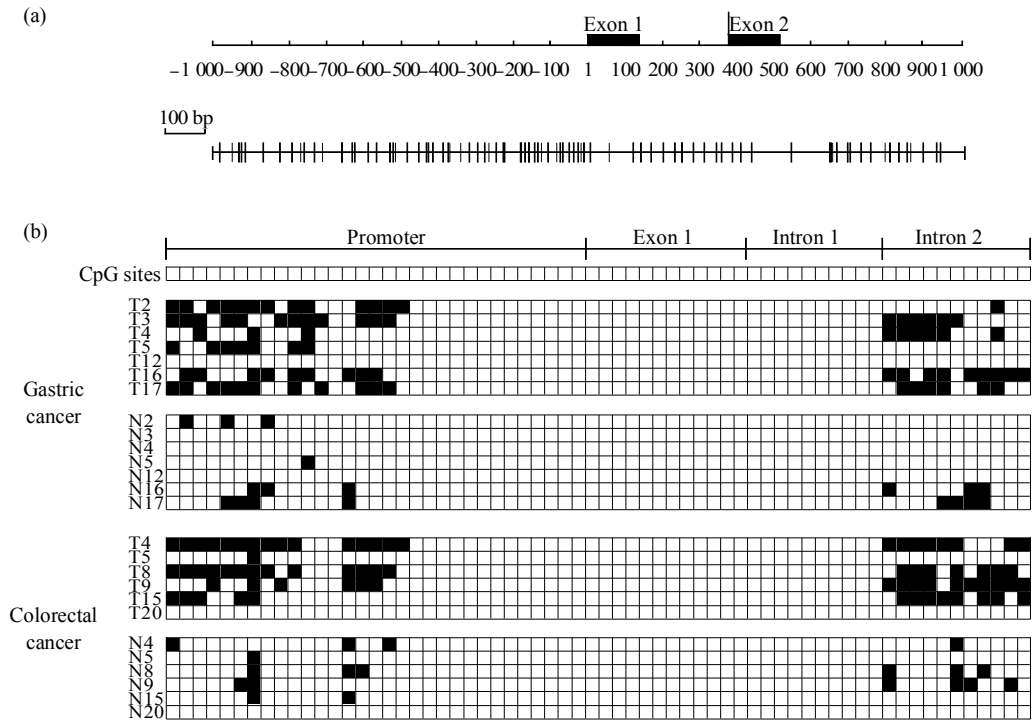 (a)
Exon 1 Exon 2
–1 000 –900 –800 –700 –600 –500 –400 –300 –200 –100 1 100 200 300 400 500 600 700 800 900 1 000
100 bp
(b)
Promoter Exon 1 Intron 1 Intron 2
CpG sites
Gastric cancer
T2
T3
T4
T5
T12
T16
T17
N2
N3
N4
N5
N12
N16
N17
Colorectal cancer
T4
T5
T8
T9
T15
T20
N4
N5
N8
N9
N15
N20